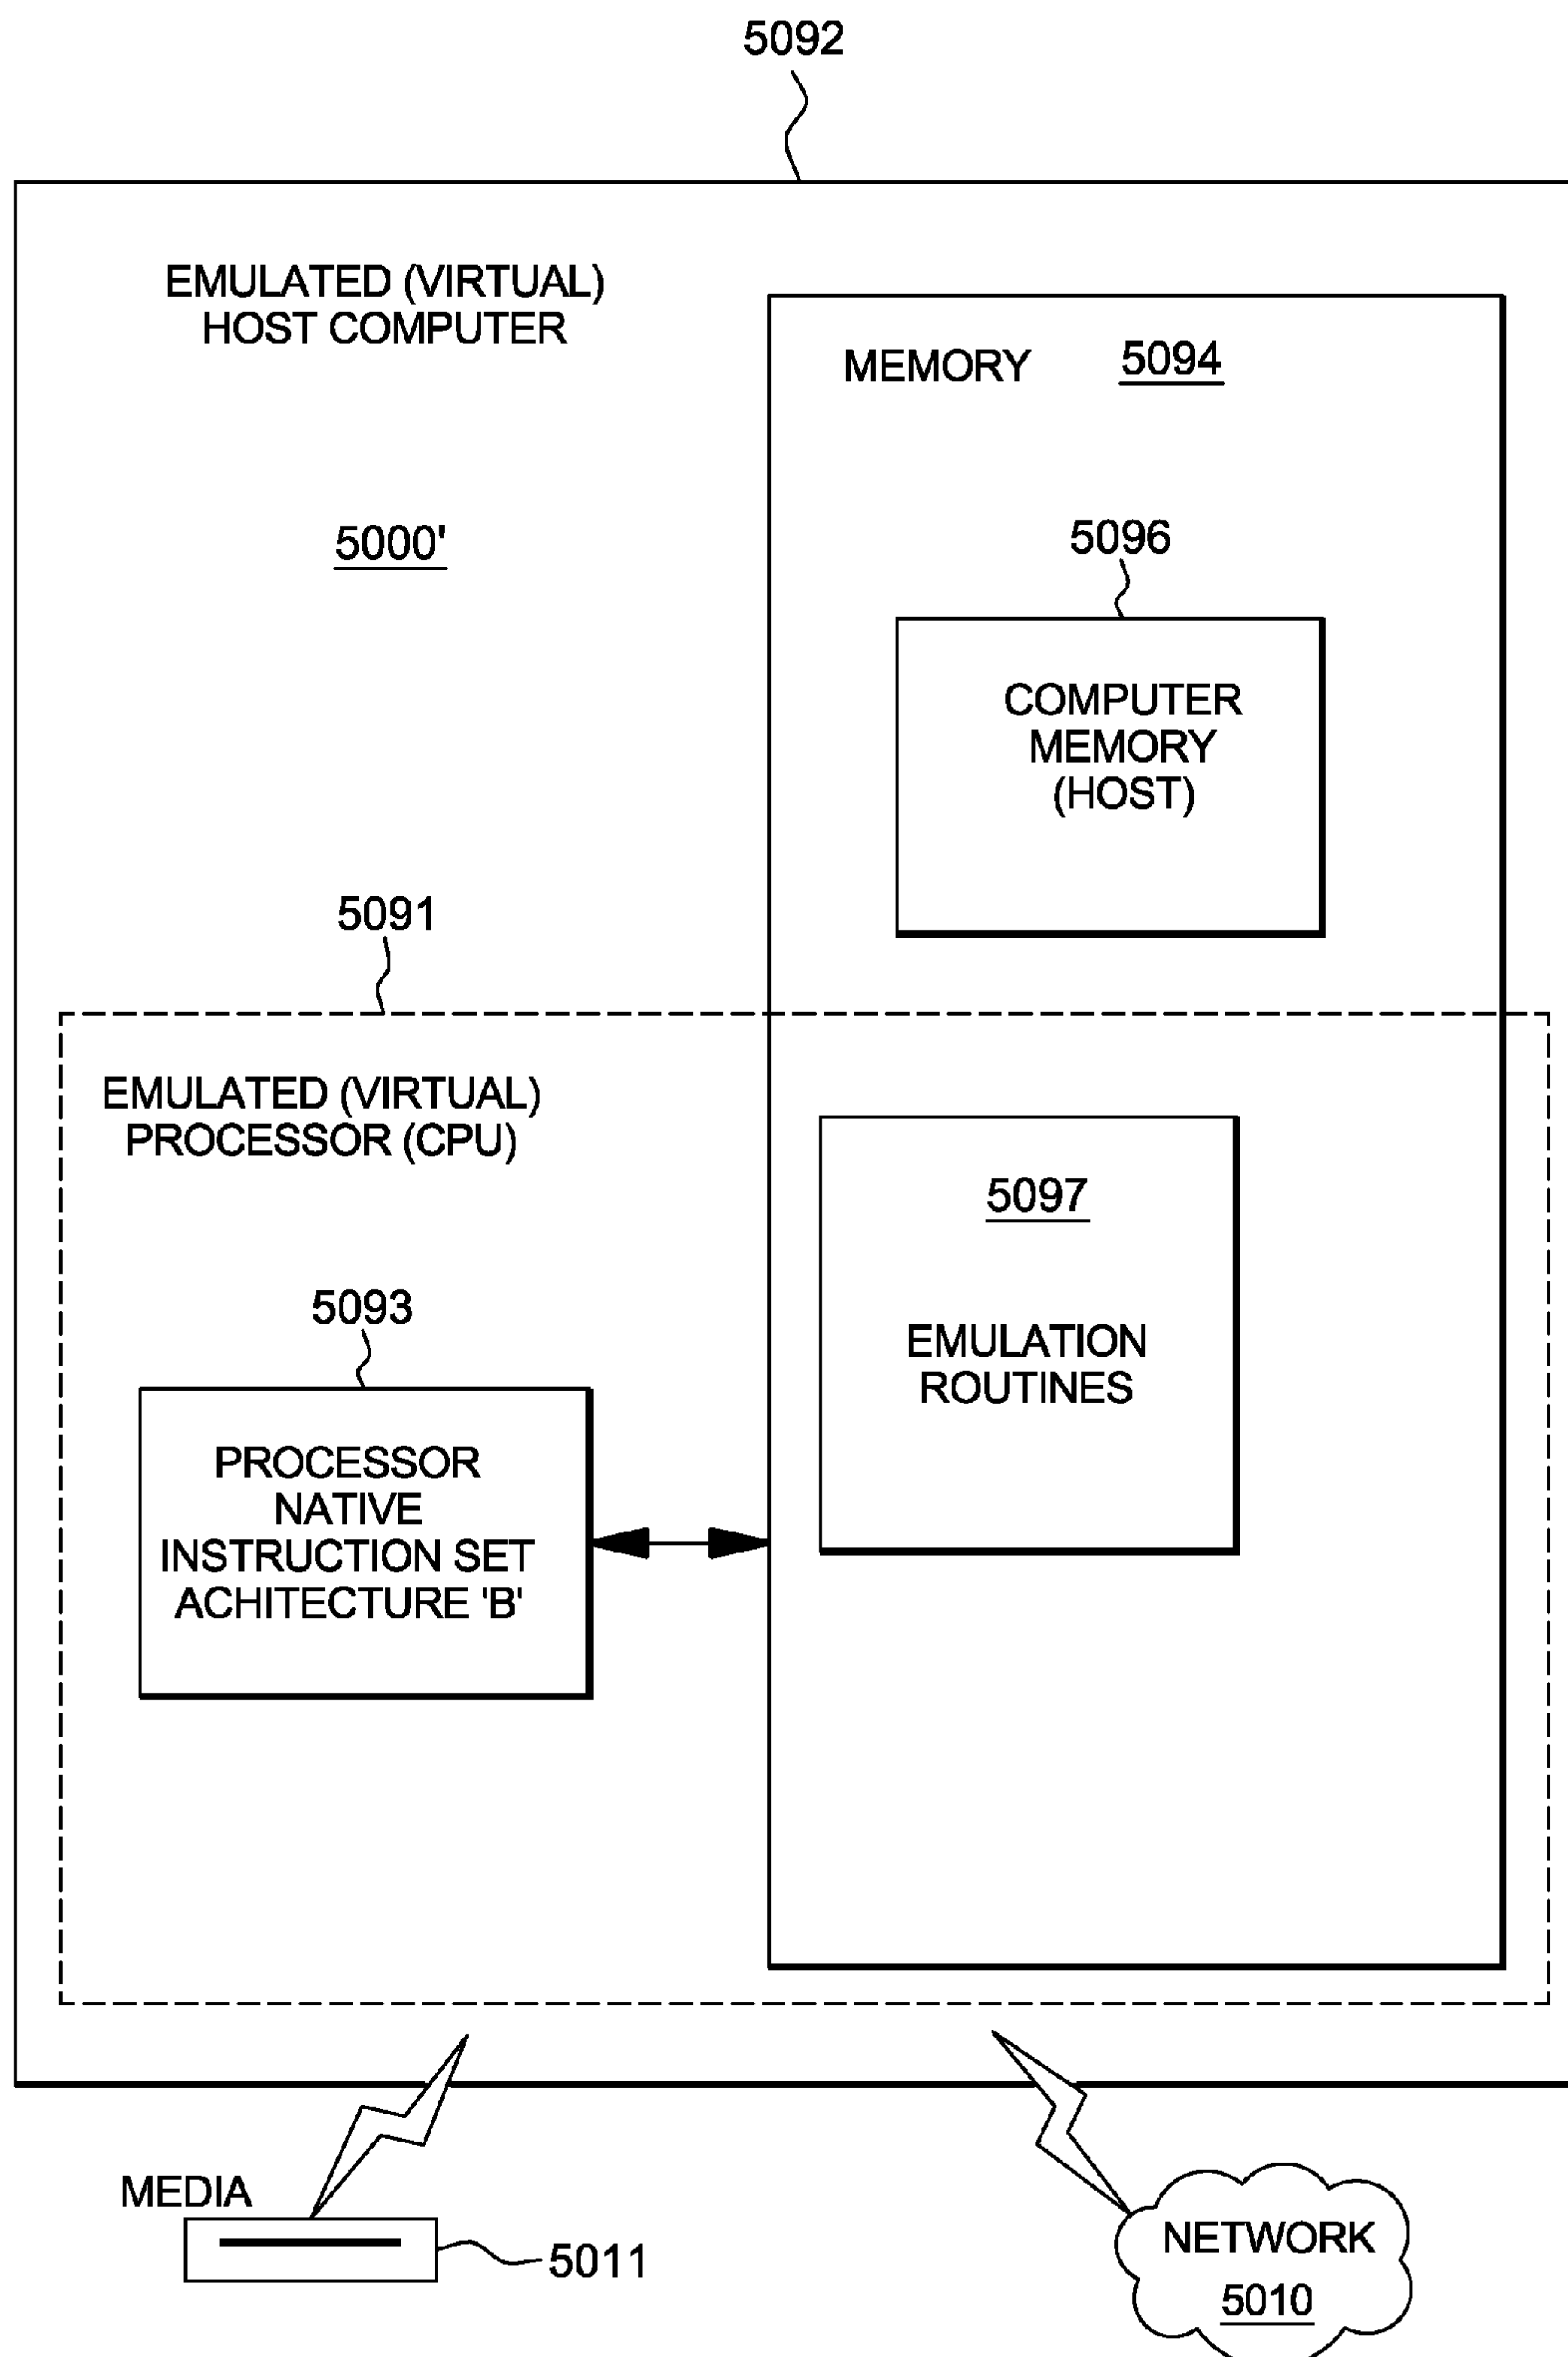 5092
EMULATED (VIRTUAL)
HOST COMPUTER
MEMORY 5094
5000'
5096
COMPUTER
MEMORY
(HOST)
5091
EMULATED (VIRTUAL)
PROCESSOR (CPU)
5097
EMULATION
ROUTINES
5093
PROCESSOR
NATIVE
INSTRUCTION SET
ACHITECTURE 'B'
MEDIA
5011
NETWORK
5010